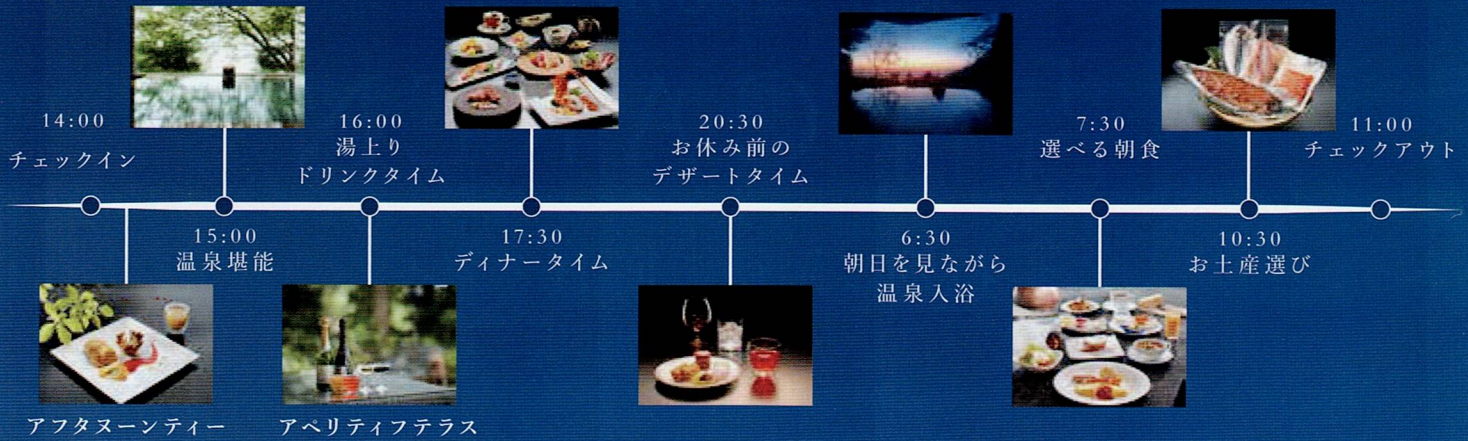 14:00
チェックイン
アフタヌーンティー
15:00
温泉堪能
16:00
湯上り
ドリンクタイム
アペリティフテラス
17:30
ディナータイム
20:30
お休み前の
デザートタイム
6:30
朝日を見ながら
温泉入浴
7:30
選べる朝食
10:30
お土産選び
11:00
チェックアウト